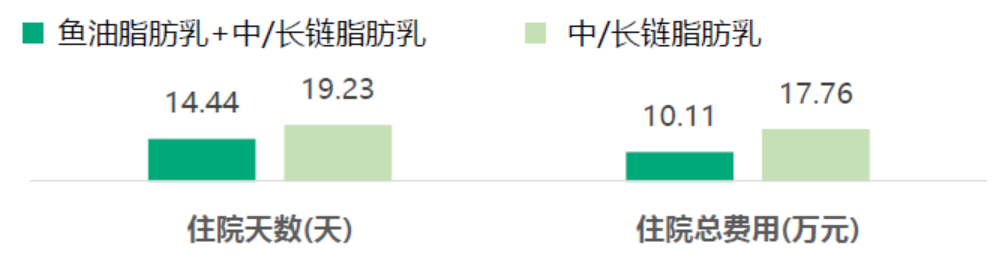 鱼油脂肪乳+中/长链脂肪乳 中/长链脂肪乳
14.44 19.23 10.11 17.76
住院天数(天) 住院总费用(万元)